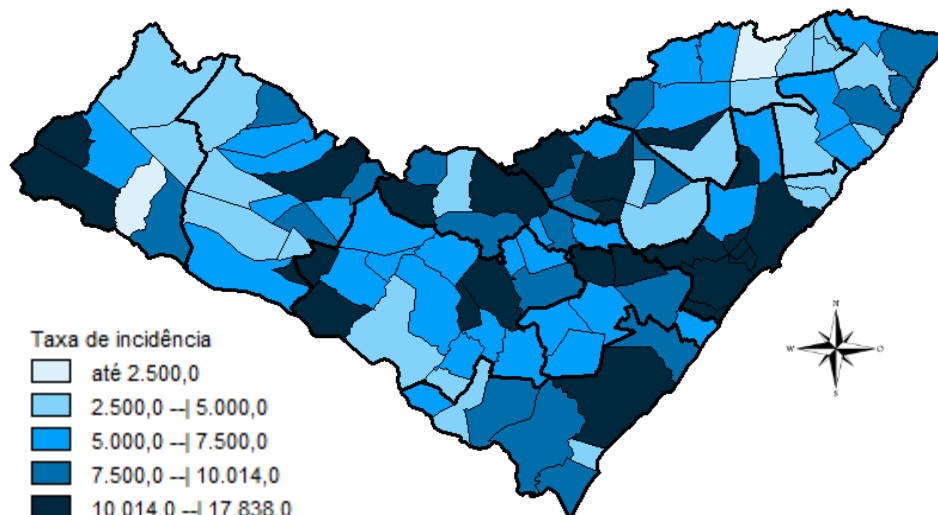 Taxa de incidência
até 2.500,0
2.500,0 --| 5.000,0
5.000,0 --| 7.500,0
7.500,0 --| 10.014,0
10.014,0 --| 17.838,0
N
W
O
S